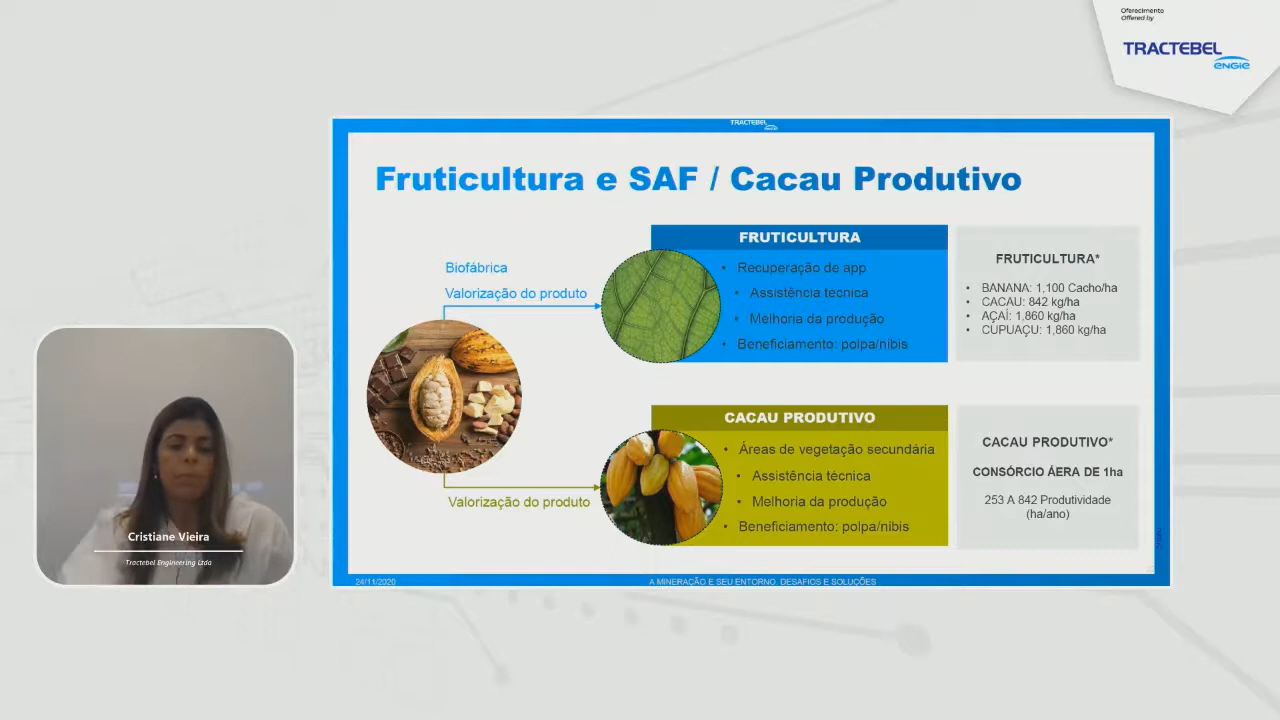 Oferecimento
Offered by
TRACTEBEL
ENGIE
TRACTEBEL
ENGIE
Fruticultura e SAF / Cacau Produtivo
Biofábrica
Valorização do produto
FRUTICULTURA
• Recuperação de app
• Assistência técnica
• Melhoria da produção
• Beneficiamento: polpa/nibis
FRUTICULTURA*
• BANANA: 1,100 Cacho/ha
• CACAU: 842 kg/ha
• AÇAÍ: 1,860 kg/ha
• CUPUAÇU: 1,860 kg/ha
Valorização do produto
CACAU PRODUTIVO
• Áreas de vegetação secundária
• Assistência técnica
• Melhoria da produção
• Beneficiamento: polpa/nibis
CACAU PRODUTIVO*
CONSÓRCIO ÁERA DE 1ha
253 A 842 Produtividade
(ha/ano)
Cristiane Vieira
Tractebel Engineering Ltda
24/11/2020
A MINERAÇÃO E SEU ENTORNO, DESAFIOS E SOLUÇÕES